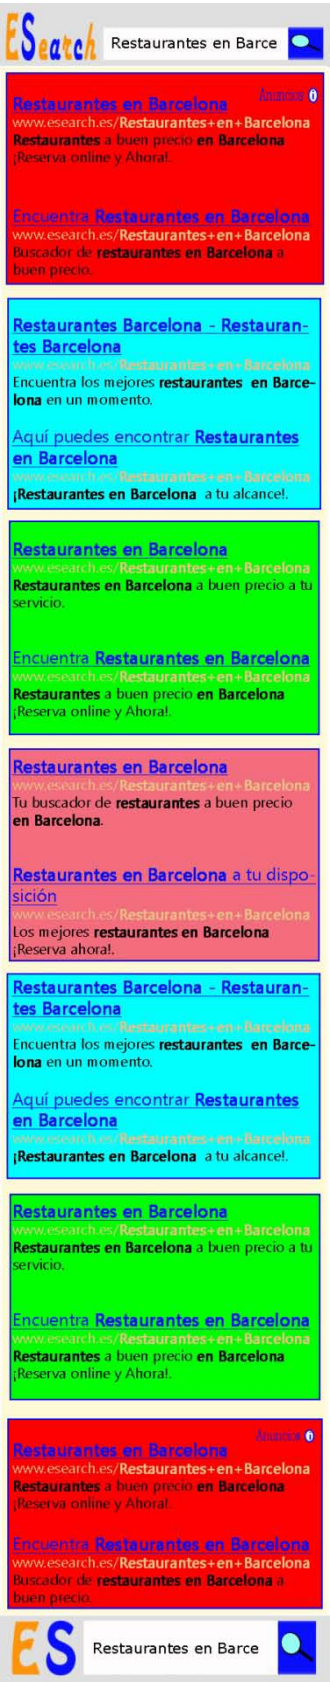 ESearch Restaurantes en Barce
Anuncios i
Restaurantes en Barcelona
www.esearch.es/Restaurantes+en+Barcelona
Restaurantes a buen precio en Barcelona
¡Reserva online y Ahora!.
Encuentra Restaurantes en Barcelona
www.esearch.es/Restaurantes+en+Barcelona
Buscador de restaurantes en Barcelona a
buen precio.
Restaurantes Barcelona - Restauran-
tes Barcelona
www.esearch.es/Restaurantes+en+Barcelona
Encuentra los mejores restaurantes en Barce-
lona en un momento.
Aquí puedes encontrar Restaurantes
en Barcelona
www.esearch.es/Restaurantes+en+Barcelona
¡Restaurantes en Barcelona a tu alcance!.
Restaurantes en Barcelona
www.esearch.es/Restaurantes+en+Barcelona
Restaurantes en Barcelona a buen precio a tu
servicio.
Encuentra Restaurantes en Barcelona
www.esearch.es/Restaurantes+en+Barcelona
Restaurantes a buen precio en Barcelona
¡Reserva online y Ahora!.
Restaurantes en Barcelona
www.esearch.es/Restaurantes+en+Barcelona
Tu buscador de restaurantes a buen precio
en Barcelona.
Restaurantes en Barcelona a tu dispo-
sición
www.esearch.es/Restaurantes+en+Barcelona
Los mejores restaurantes en Barcelona
¡Reserva ahora!.
Restaurantes Barcelona - Restauran-
tes Barcelona
www.esearch.es/Restaurantes+en+Barcelona
Encuentra los mejores restaurantes en Barce-
lona en un momento.
Aquí puedes encontrar Restaurantes
en Barcelona
www.esearch.es/Restaurantes+en+Barcelona
¡Restaurantes en Barcelona a tu alcance!.
Restaurantes en Barcelona
www.esearch.es/Restaurantes+en+Barcelona
Restaurantes en Barcelona a buen precio a tu
servicio.
Encuentra Restaurantes en Barcelona
www.esearch.es/Restaurantes+en+Barcelona
Restaurantes a buen precio en Barcelona
¡Reserva online y Ahora!.
Anuncios i
Restaurantes en Barcelona
www.esearch.es/Restaurantes+en+Barcelona
Restaurantes a buen precio en Barcelona
¡Reserva online y Ahora!.
Encuentra Restaurantes en Barcelona
www.esearch.es/Restaurantes+en+Barcelona
Buscador de restaurantes en Barcelona a
buen precio.
ES Restaurantes en Barce